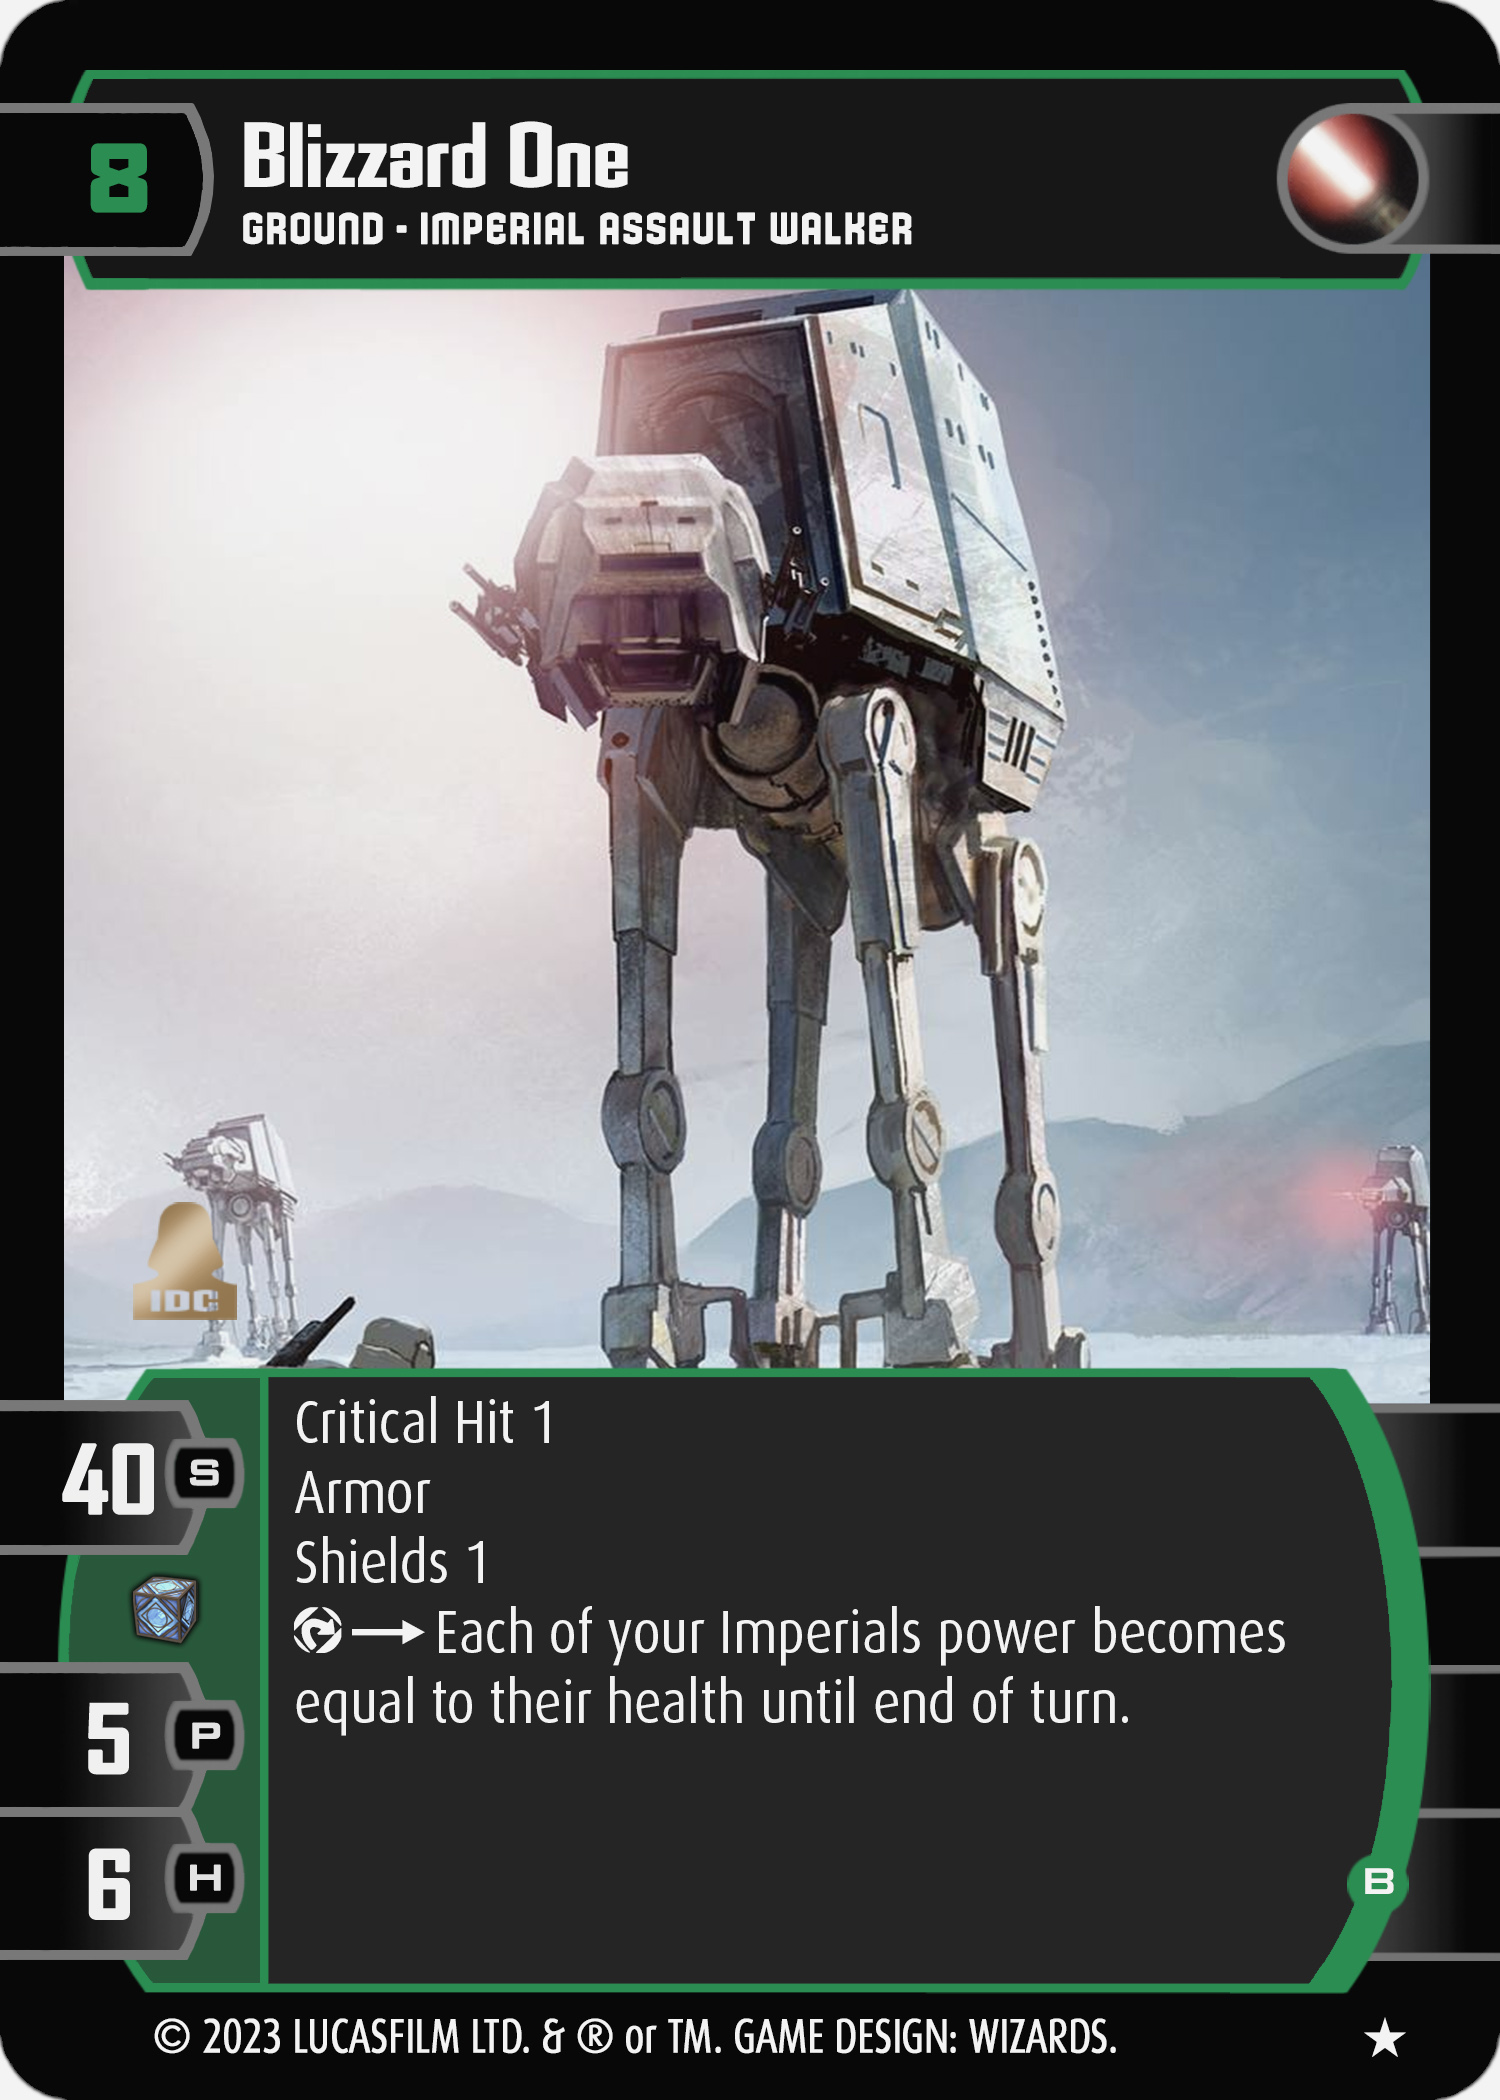 8
Blizzard One
GROUND - IMPERIAL ASSAULT WALKER
IDC
40 S
5 P
6 H
Critical Hit 1
Armor
Shields 1
Each of your Imperials power becomes
equal to their health until end of turn.
B
© 2023 LUCASFILM LTD. & ® or TM. GAME DESIGN: WIZARDS.